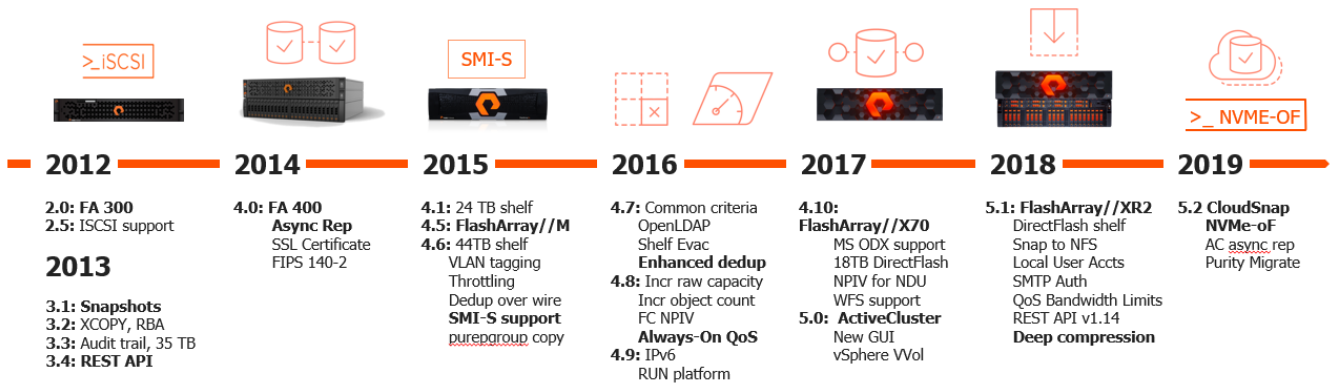 >_iSCSI
2012
2.0: FA 300
2.5: ISCSI support
2013
3.1: Snapshots
3.2: XCOPY, RBA
3.3: Audit trail, 35 TB
3.4: REST API
2014
4.0: FA 400
Async Rep
SSL Certificate
FIPS 140-2
SMI-S
2015
4.1: 24 TB shelf
4.5: FlashArray//M
4.6: 44TB shelf
VLAN tagging
Throttling
Dedup over wire
SMI-S support
purepgroup copy
2016
4.7: Common criteria
OpenLDAP
Shelf Evac
Enhanced dedup
4.8: Incr raw capacity
Incr object count
FC NPIV
Always-On QoS
4.9: IPv6
RUN platform
2017
4.10:
FlashArray//X70
MS ODX support
18TB DirectFlash
NPIV for NDU
WFS support
5.0: ActiveCluster
New GUI
vSphere VVol
2018
5.1: FlashArray//XR2
DirectFlash shelf
Snap to NFS
Local User Accts
SMTP Auth
QoS Bandwidth Limits
REST API v1.14
Deep compression
>_ NVME-OF
2019
5.2 CloudSnap
NVMe-oF
AC async rep
Purity Migrate